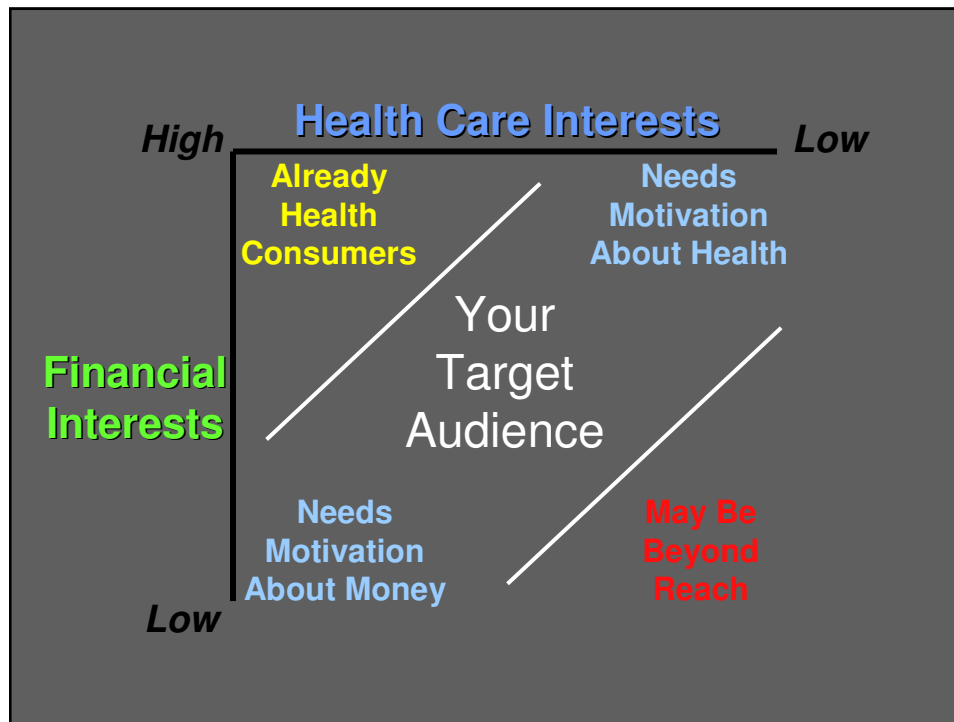 Health Care Interests
High
Low
Already
Health
Consumers
Needs
Motivation
About Health
Your
Target
Audience
Financial
Interests
Needs
Motivation
About Money
May Be
Beyond
Reach
Low